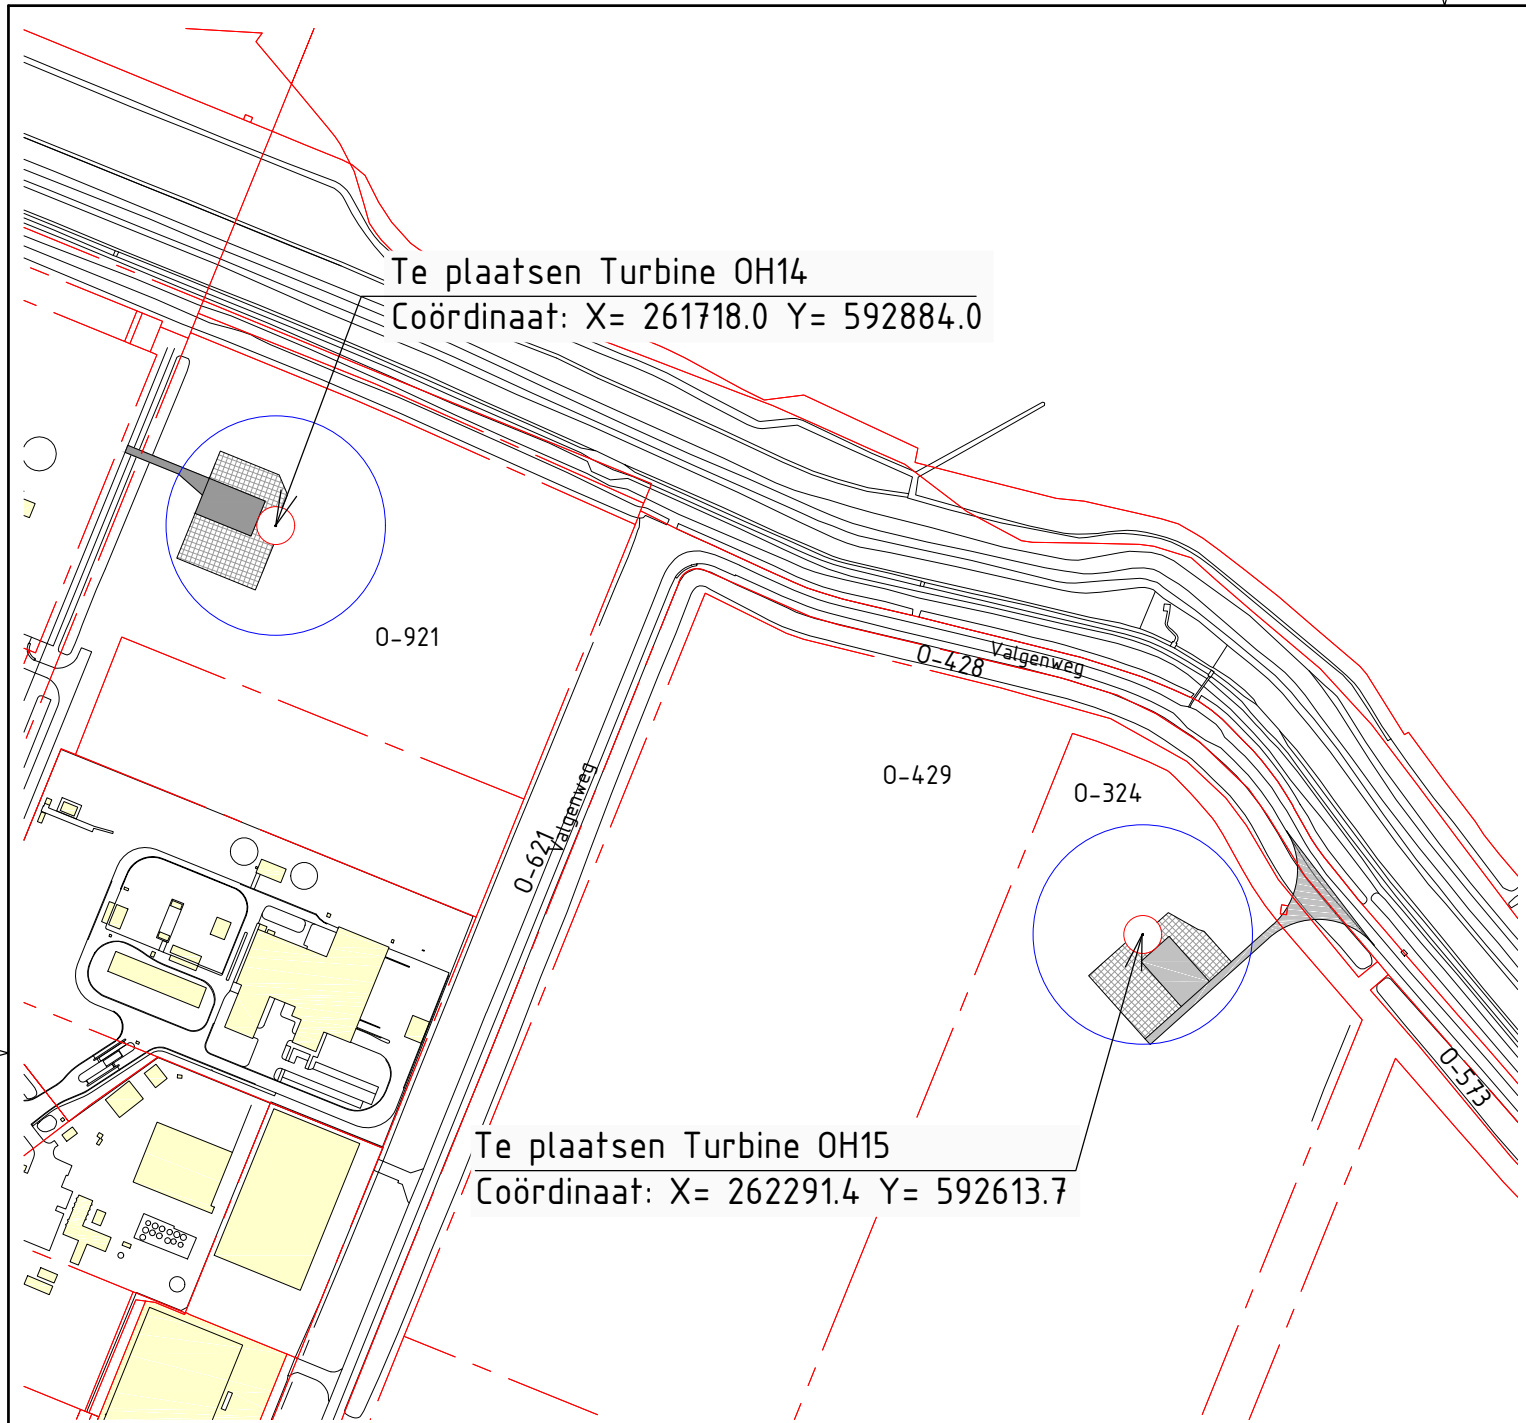 Te plaatsen Turbine OH14
Coördinaat: X= 261718.0 Y= 592884.0
O-921
O-428
Valgenweg
O-429
O-324
Valgenweg
O-621
O-573
Te plaatsen Turbine OH15
Coördinaat: X= 262291.4 Y= 592613.7